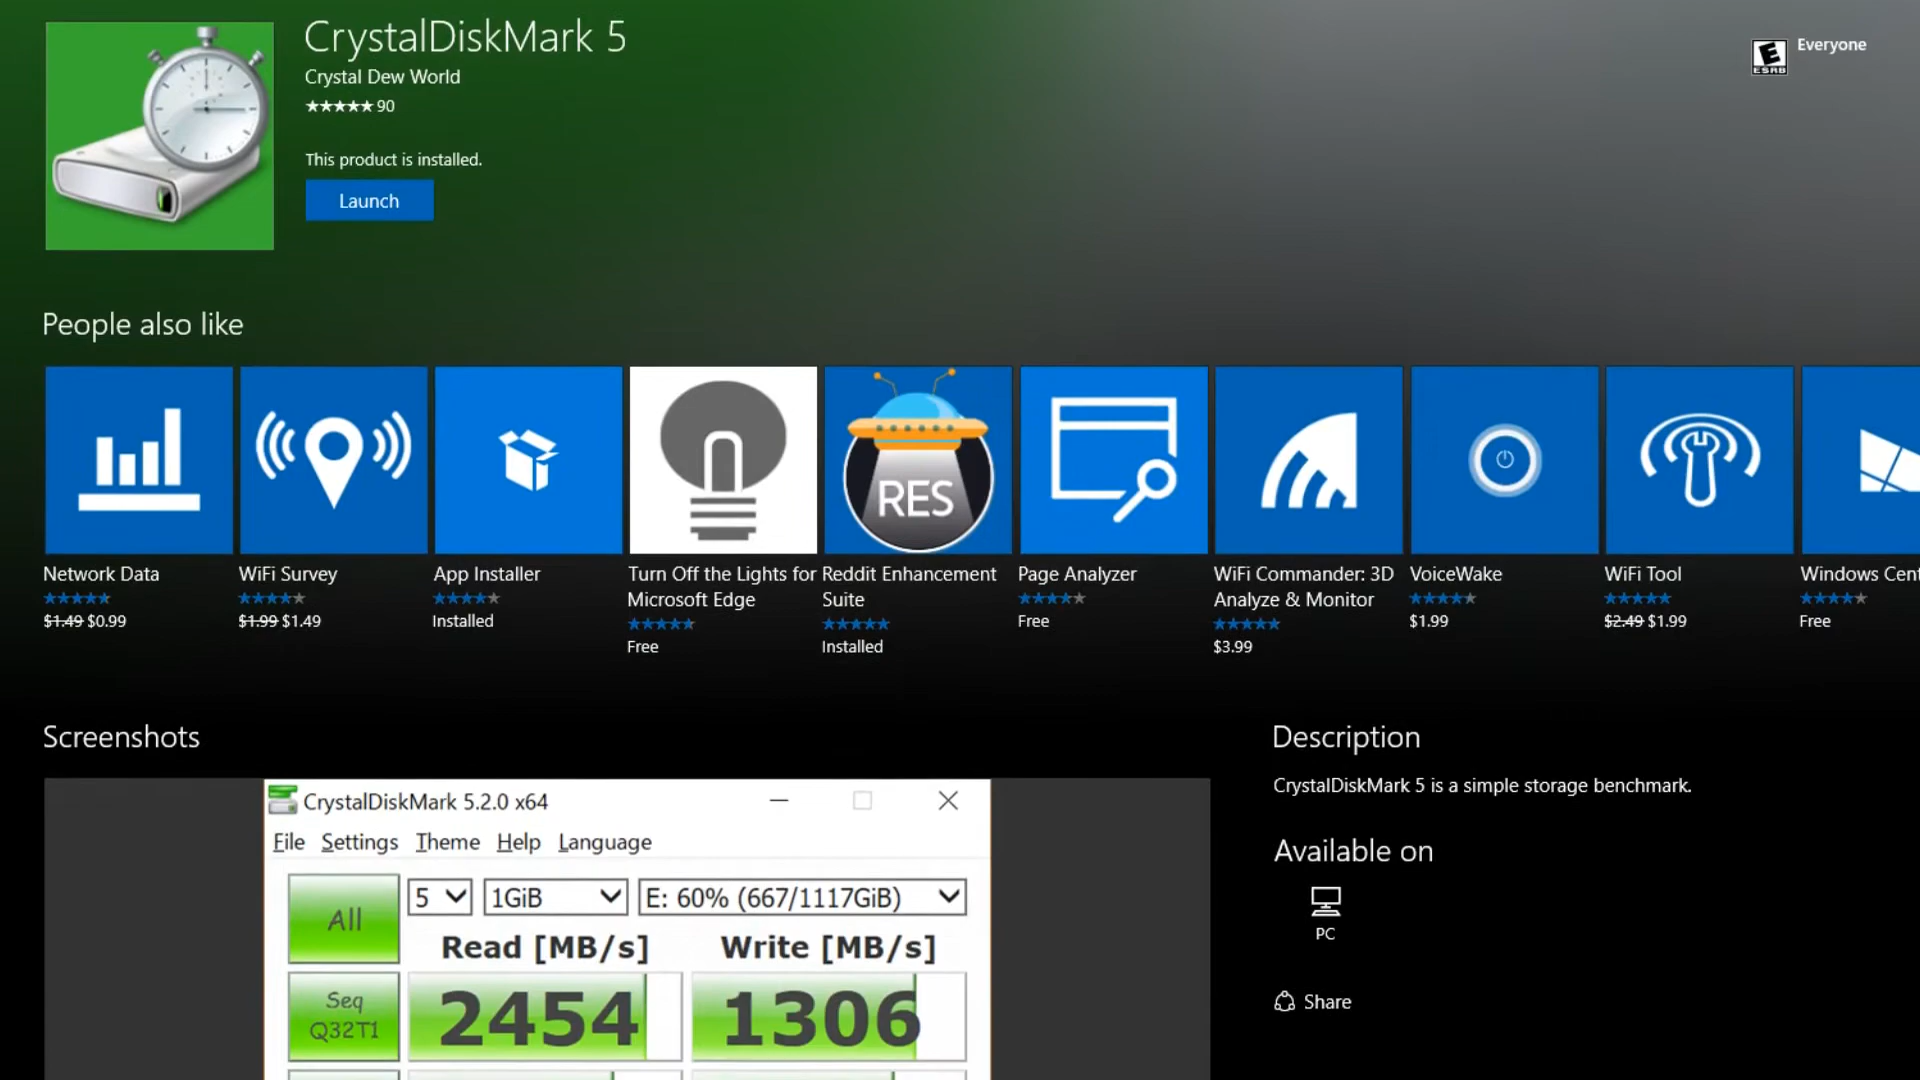 CrystalDiskMark 5
Crystal Dew World
90
This product is installed.
Launch
E
ESRB
Everyone
People also like
RES
Network Data
$1.49 $0.99
WiFi Survey
$1.99 $1.49
App Installer
Installed
Turn Off the Lights for
Microsoft Edge
Free
Reddit Enhancement
Suite
Installed
Page Analyzer
Free
WiFi Commander: 3D
Analyze & Monitor
$3.99
VoiceWake
$1.99
WiFi Tool
$2.49 $1.99
Windows Cent
Free
Screenshots
CrystalDiskMark 5.2.0 x64
File Settings Theme Help Language
All
5 1GiB E: 60% (667/1117GiB)
Read [MB/s] Write [MB/s]
Seq
Q32T1
2454 1306
Description
CrystalDiskMark 5 is a simple storage benchmark.
Available on
PC
Share